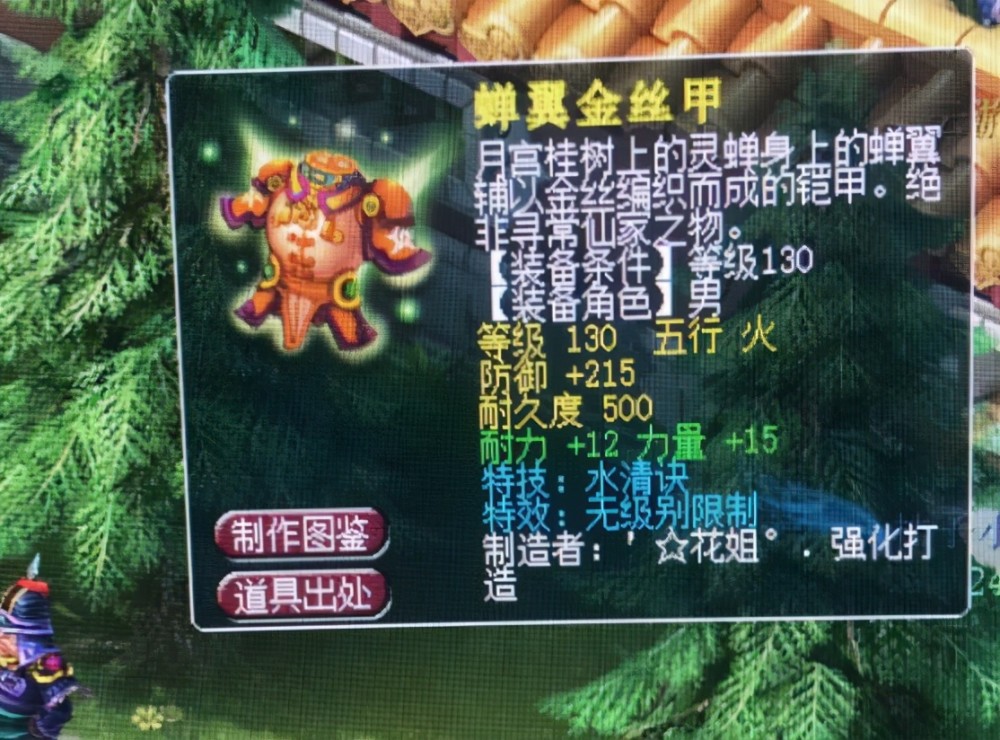 蝉翼金丝甲
月宫桂树上的灵蝉身上的蝉翼
辅以金丝编织而成的铠甲。绝
非寻常仙家之物。
【装备条件】等级130
【装备角色】男
等级 130 五行 火
防御 +215
耐久度 500
耐力 +12 力量 +15
特技：水清诀
特效：无级别限制
制造者：'☆花姐°.强化打
造
制作图鉴
道具出处